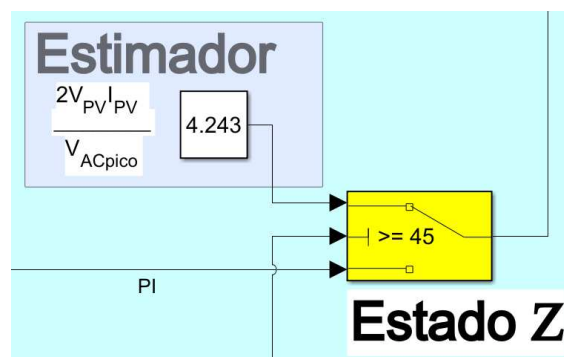 Estimador
2V_PV I_PV
V_ACpico
4.243
>= 45
PI
Estado Z